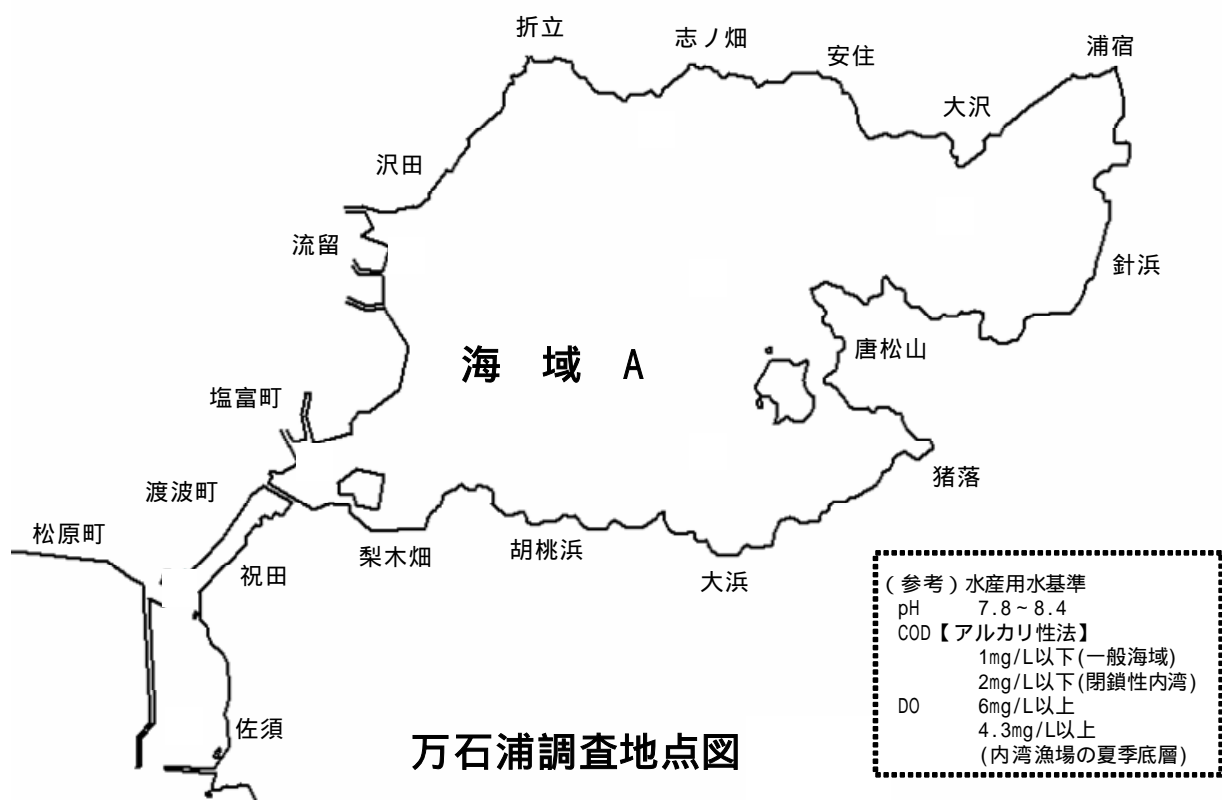 折立
志ノ畑
安住
浦宿
大沢
沢田
流留
針浜
唐松山
海 域 A
塩富町
猪落
渡波町
松原町
梨木畑
胡桃浜
祝田
大浜
佐須
万石浦調査地点図
(参考)水産用水基準
pH 7.8~8.4
COD【アルカリ性法】
1mg/L以下(一般海域)
2mg/L以下(閉鎖性内湾)
DO 6mg/L以上
4.3mg/L以上
(内湾漁場の夏季底層)